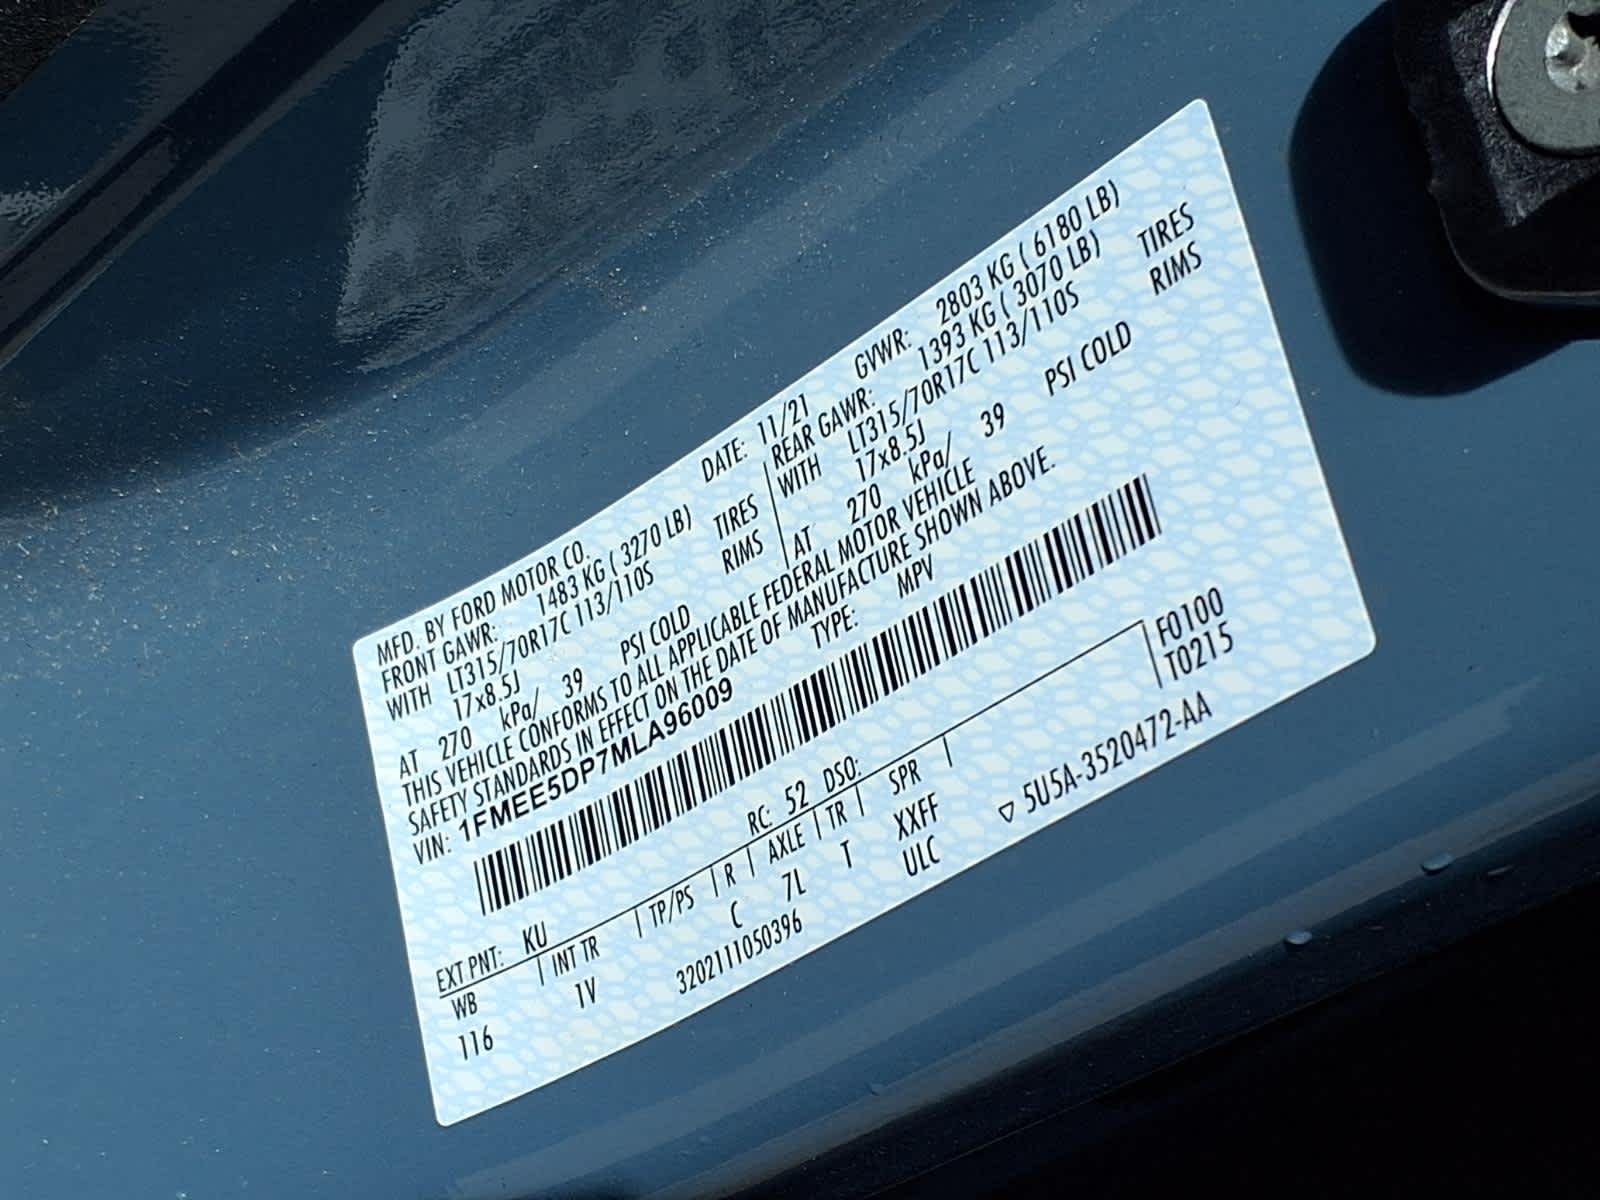 MFD. BY FORD MOTOR CO. DATE: 11/21 GVWR: 2803 KG ( 6180 LB)
FRONT GAWR: 1483 KG ( 3270 LB) REAR GAWR: 1393 KG ( 3070 LB)
WITH LT315/70R17C 113/110S TIRES WITH LT315/70R17C 113/110S TIRES
17x8.5J RIMS 17x8.5J RIMS
AT 270 kPa/ 39 PSI COLD AT 270 kPa/ 39 PSI COLD
THIS VEHICLE CONFORMS TO ALL APPLICABLE FEDERAL MOTOR VEHICLE
SAFETY STANDARDS IN EFFECT ON THE DATE OF MANUFACTURE SHOWN ABOVE.
VIN: 1FMEE5DP7MLA96009 TYPE: MPV
F0100
T0215
EXT PNT: KU RC: 52 DSO:
WB INT TR TP/PS R AXLE TR SPR
116 1V C 7L T XXFF
3202111050396 ULC
▽ 5U5A-3520472-AA